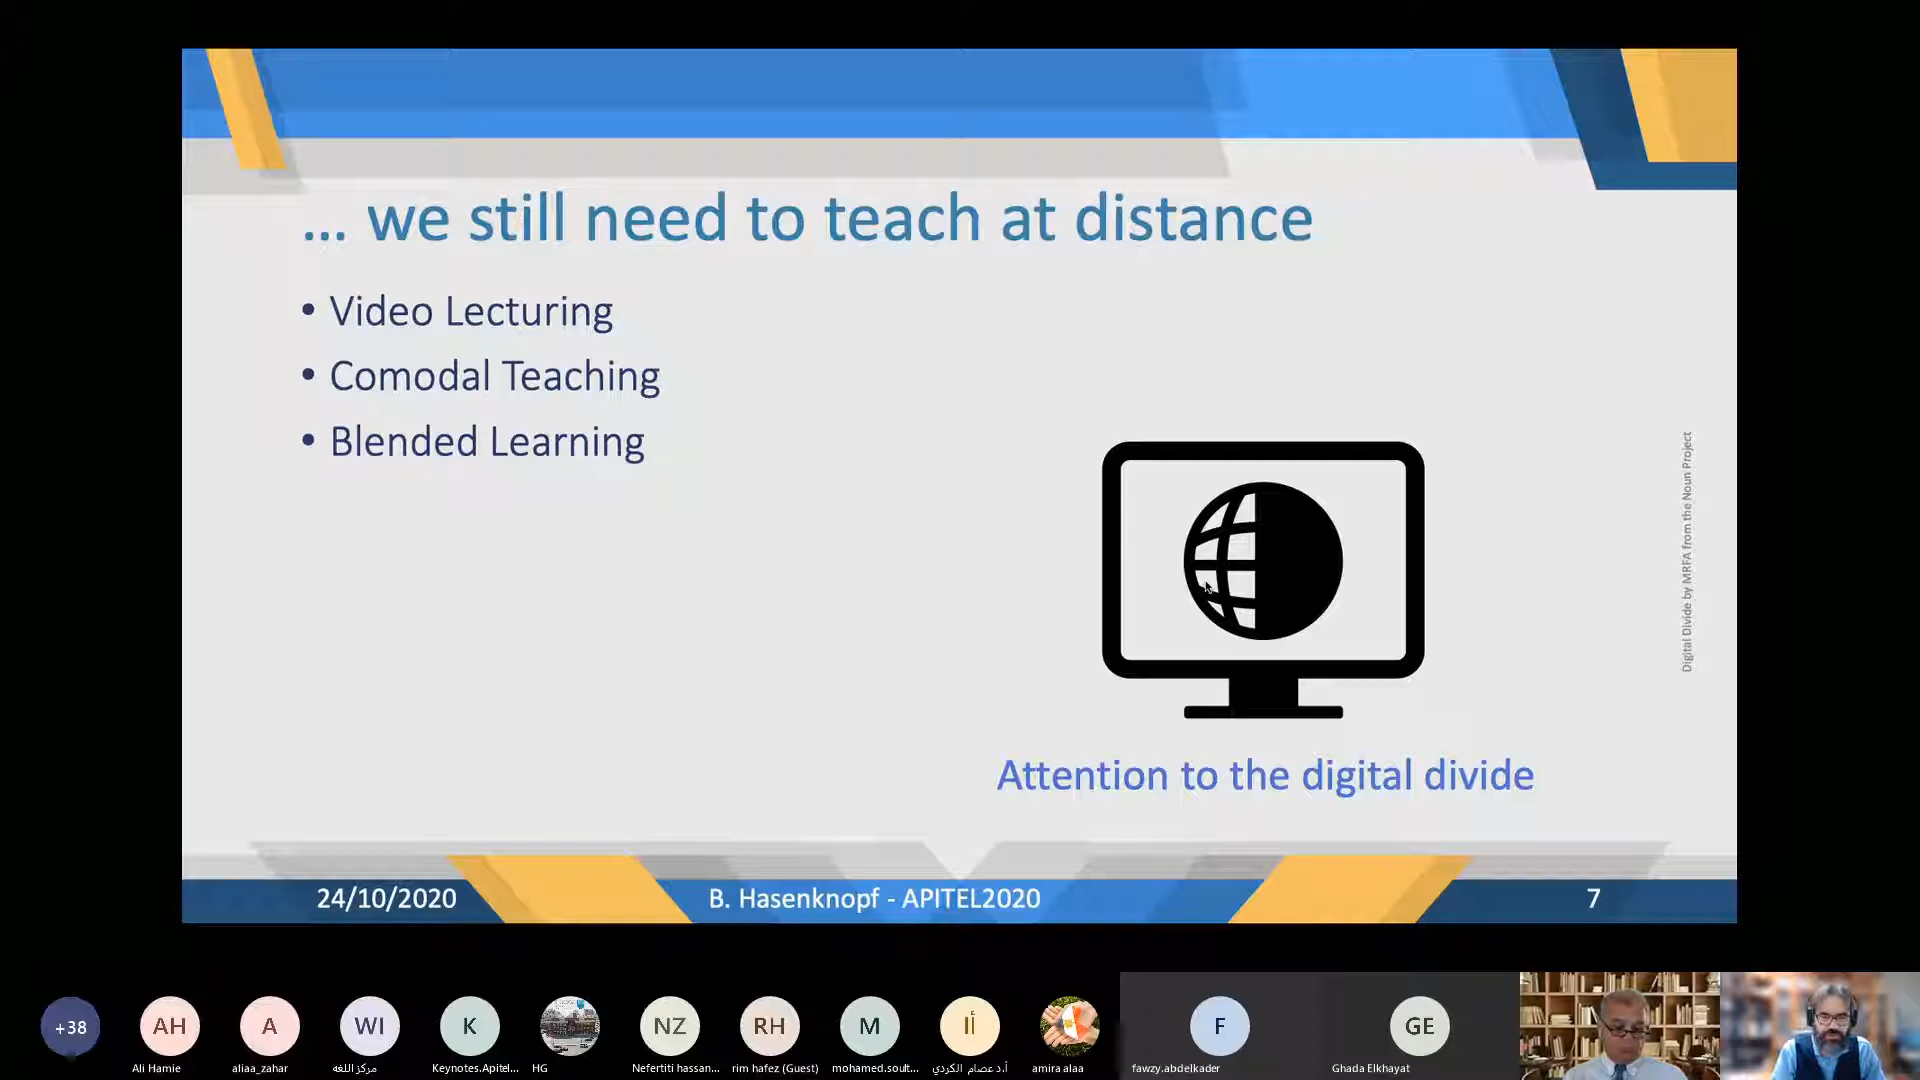 ... we still need to teach at distance
• Video Lecturing
• Comodal Teaching
• Blended Learning
Digital Divide by MRFA from the Noun Project
Attention to the digital divide
24/10/2020
B. Hasenknopf - APITEL2020
7
+38
AH
A
WI
K
NZ
RH
M
أا
F
GE
Ali Hamie
aliaa_zahar
مركز اللغه
Keynotes.Apitel...
HG
Nefertiti hassan...
rim hafez (Guest)
mohamed.soult...
أ.د عصام الكردي
amira alaa
fawzy.abdelkader
Ghada Elkhayat